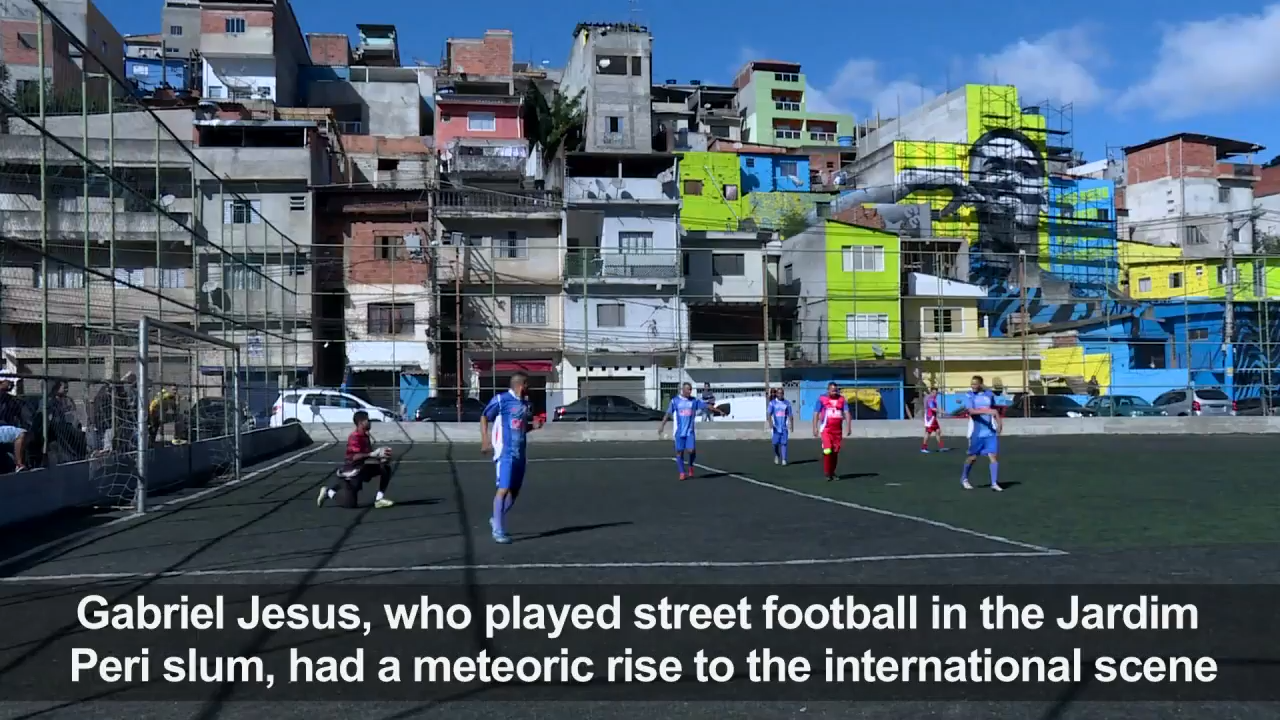 Gabriel Jesus, who played street football in the Jardim
Peri slum, had a meteoric rise to the international scene